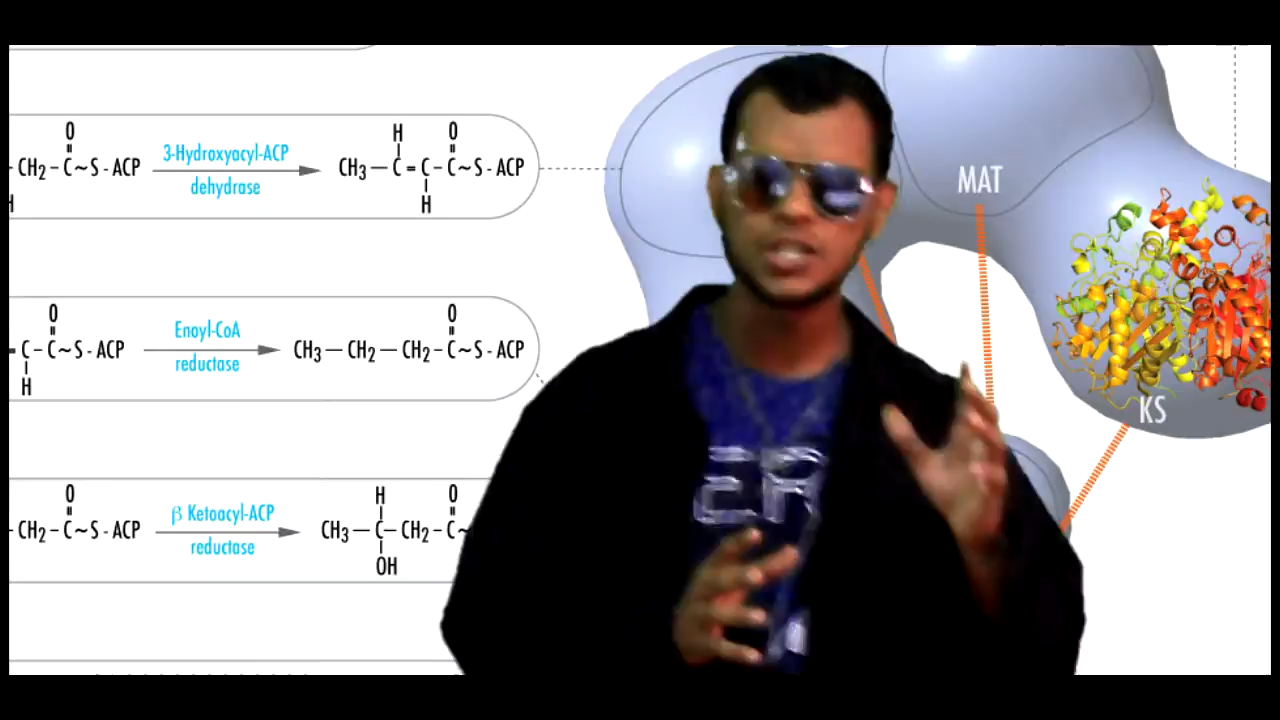 H
O
O
CH₂ – C ~ S - ACP
3-Hydroxyacyl-ACP
dehydrase
CH₃ — C = C – C ~ S - ACP
H
H
O
O
C – C ~ S - ACP
Enoyl-CoA
reductase
CH₃ — CH₂ — CH₂ – C ~ S - ACP
H
O
H
O
CH₂ – C ~ S - ACP
β Ketoacyl-ACP
reductase
CH₃ — C – CH₂ – C ~
OH
MAT
KS